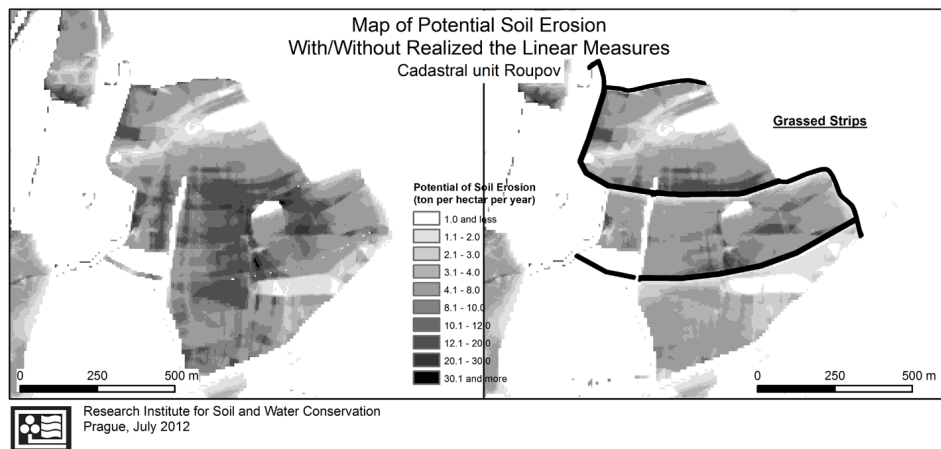 Map of Potential Soil Erosion
With/Without Realized the Linear Measures
Cadastral unit Roupov
Grassed Strips
Potential of Soil Erosion
(ton per hectar per year)
1.0 and less
1.1 - 2.0
2.1 - 3.0
3.1 - 4.0
4.1 - 8.0
8.1 - 10.0
10.1 - 12.0
12.1 - 20.0
20.1 - 30.0
30.1 and more
0 250 500 m
0 250 500 m
Research Institute for Soil and Water Conservation
Prague, July 2012